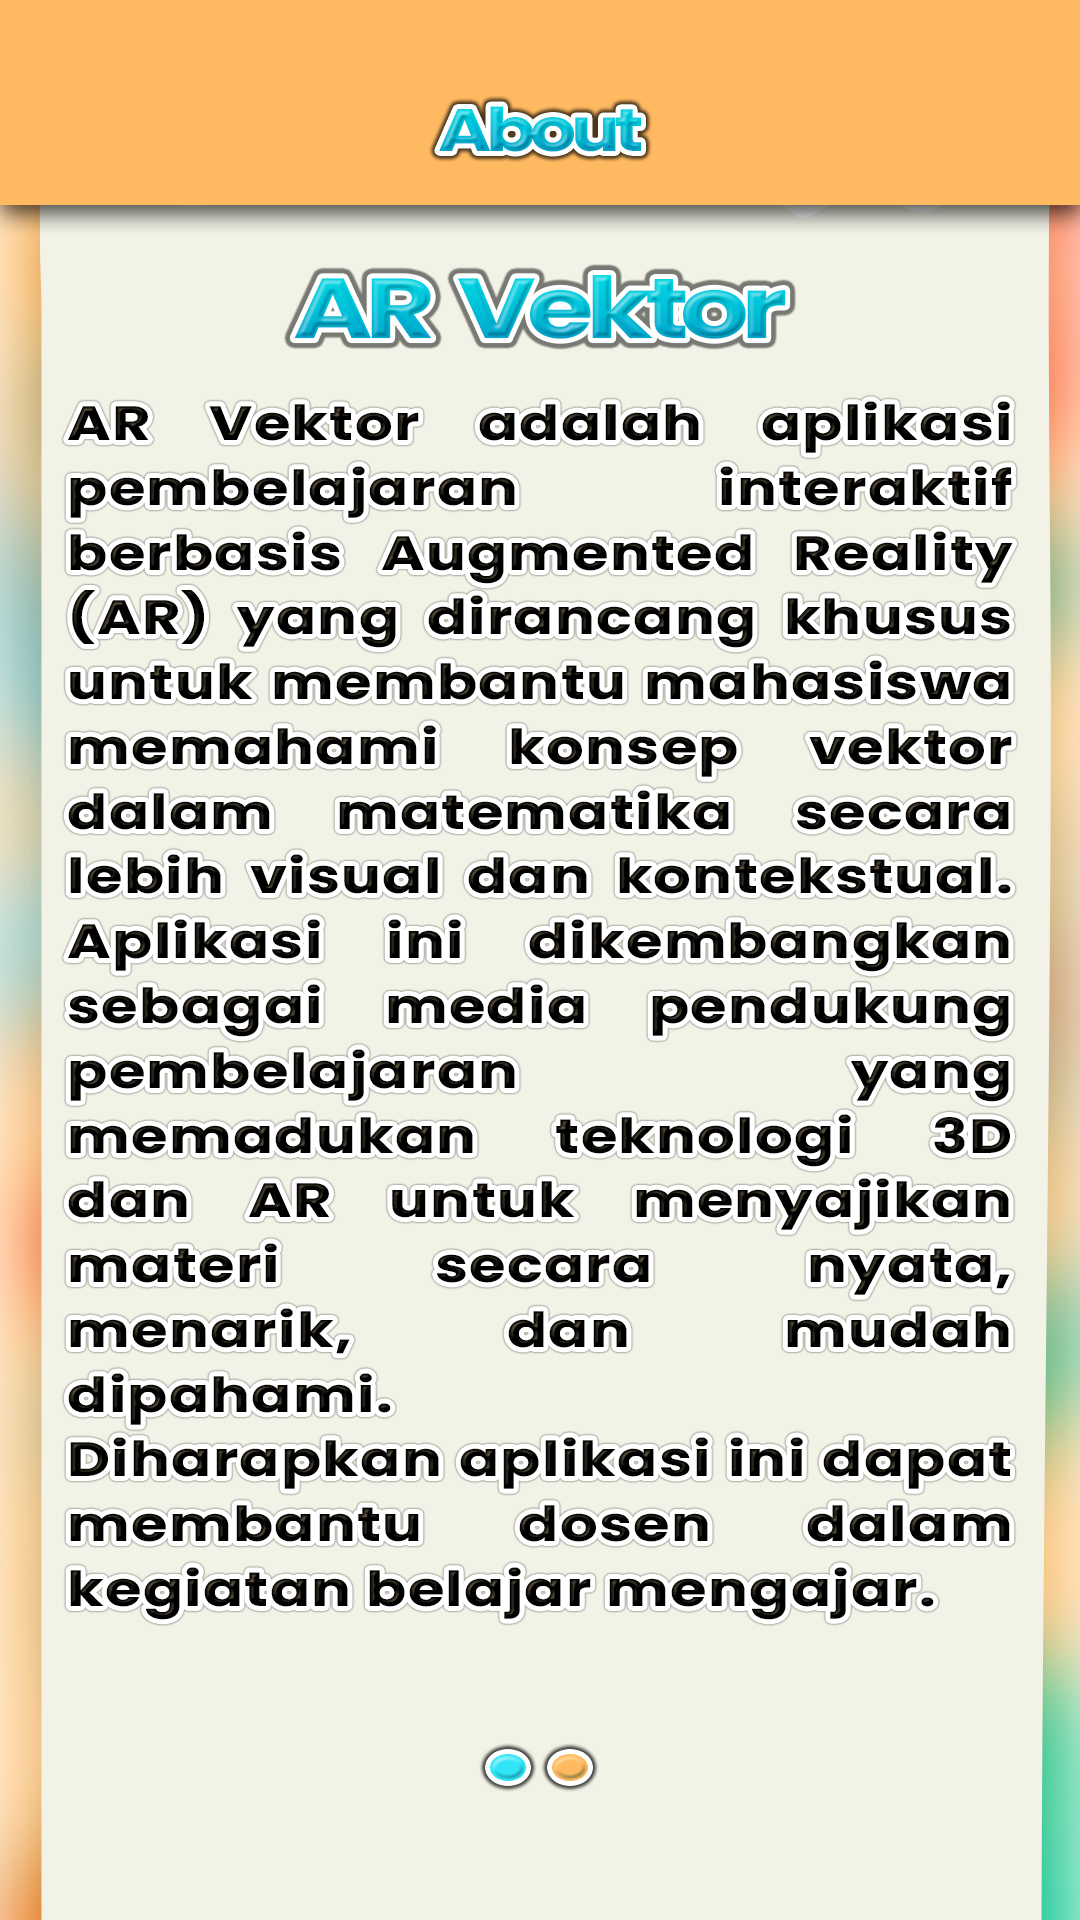 About
AR Vektor
AR Vektor adalah aplikasi
pembelajaran interaktif
berbasis Augmented Reality
(AR) yang dirancang khusus
untuk membantu mahasiswa
memahami konsep vektor
dalam matematika secara
lebih visual dan kontekstual.
Aplikasi ini dikembangkan
sebagai media pendukung
pembelajaran yang
memadukan teknologi 3D
dan AR untuk menyajikan
materi secara nyata,
menarik, dan mudah
dipahami.
Diharapkan aplikasi ini dapat
membantu dosen dalam
kegiatan belajar mengajar.